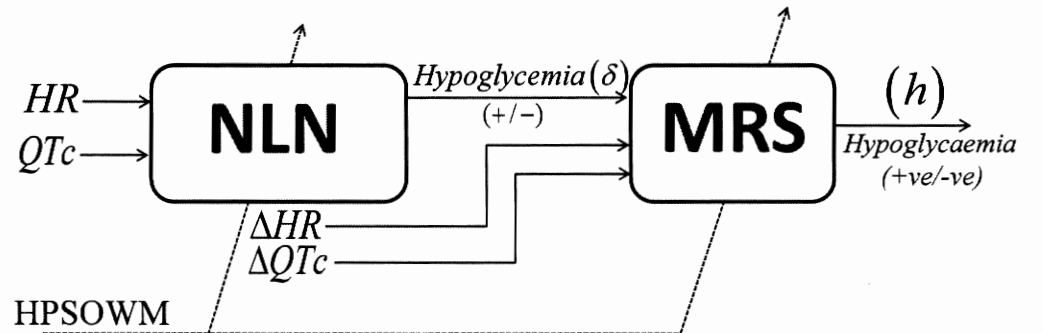 HR
QTc
NLN
Hypoglycemia(δ)
(+/−)
MRS
(h)
Hypoglycaemia
(+ve/-ve)
ΔHR
ΔQTc
HPSOWM